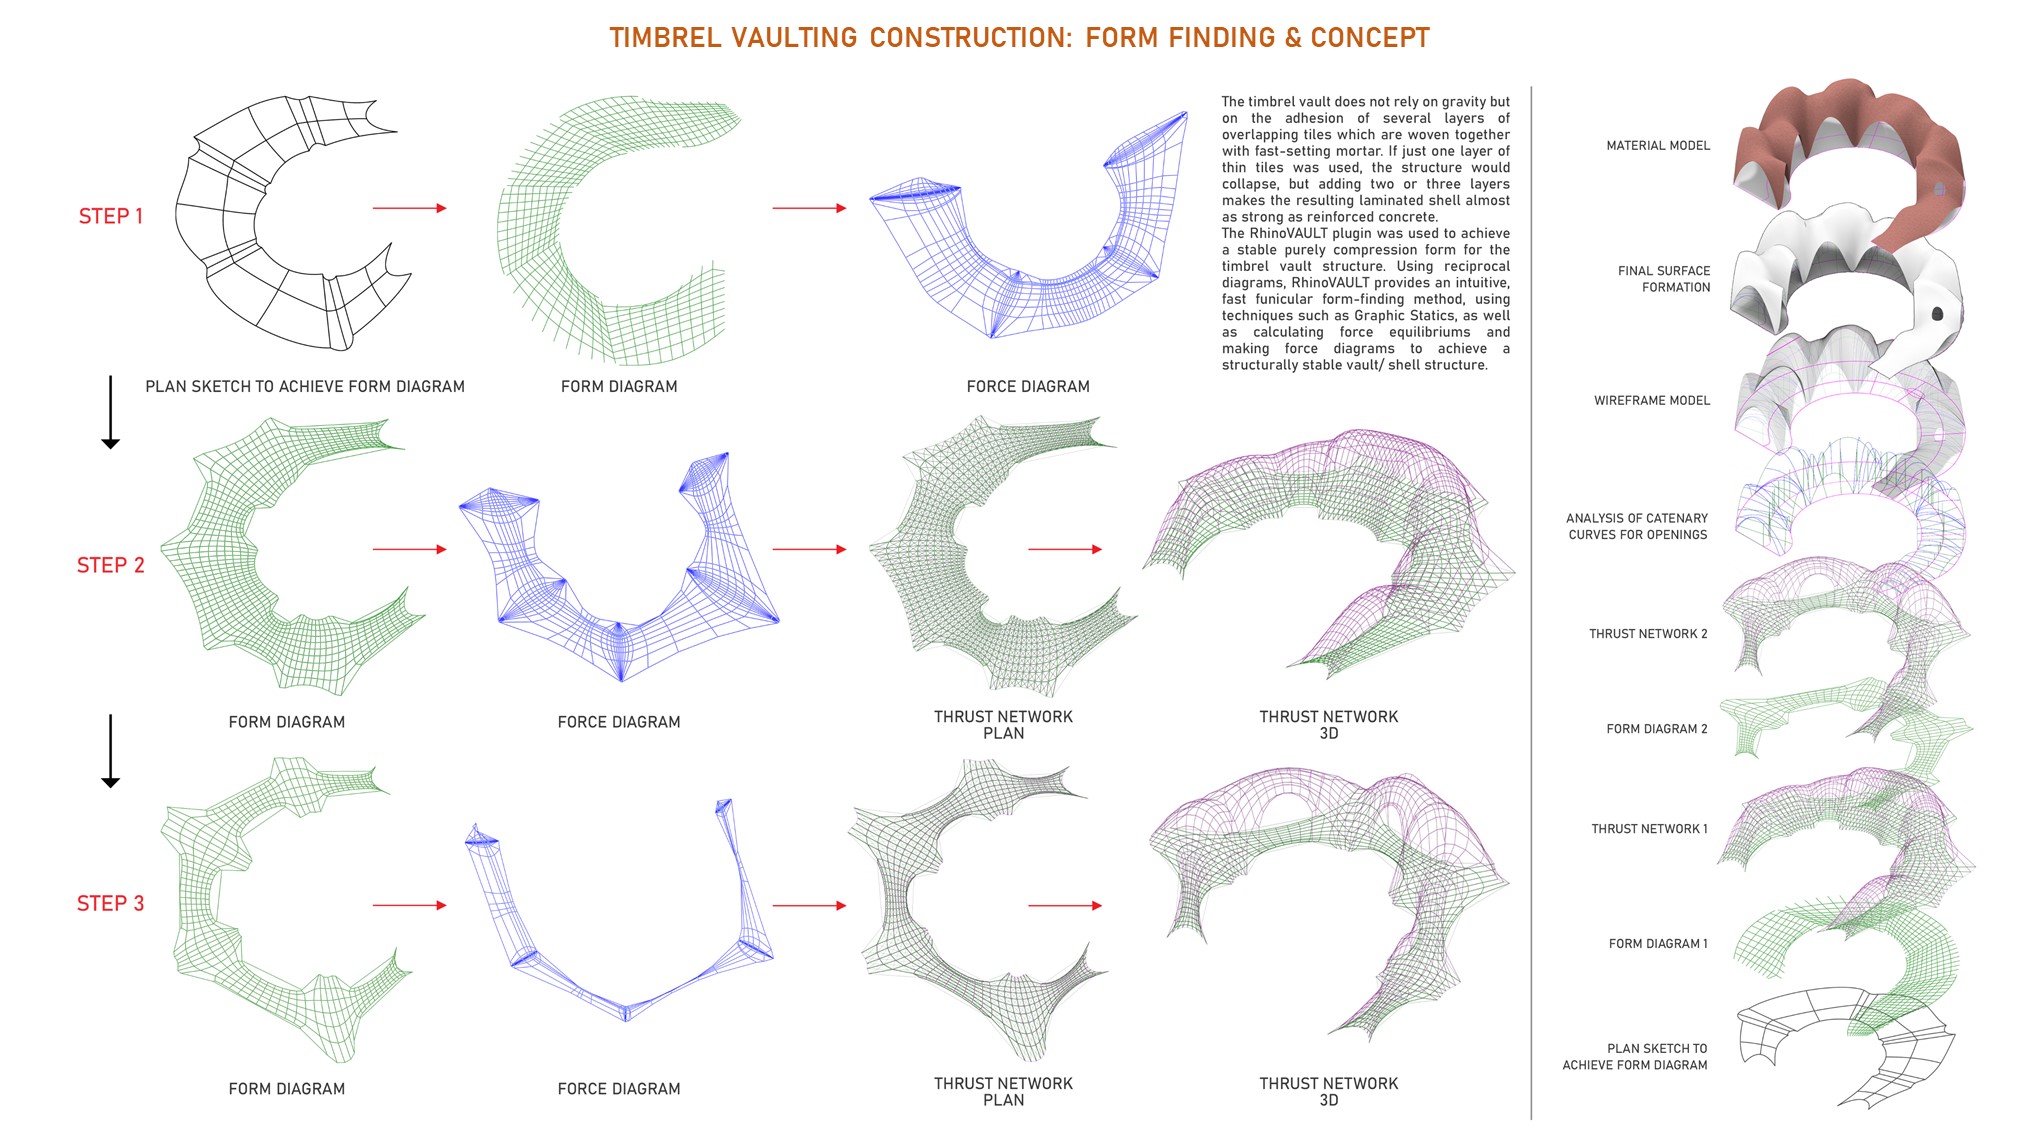 TIMBREL VAULTING CONSTRUCTION: FORM FINDING & CONCEPT
STEP 1
PLAN SKETCH TO ACHIEVE FORM DIAGRAM
FORM DIAGRAM
FORCE DIAGRAM
The timbrel vault does not rely on gravity but
on the adhesion of several layers of
overlapping tiles which are woven together
with fast-setting mortar. If just one layer of
thin tiles was used, the structure would
collapse, but adding two or three layers
makes the resulting laminated shell almost
as strong as reinforced concrete.
The RhinoVAULT plugin was used to achieve
a stable purely compression form for the
timbrel vault structure. Using reciprocal
diagrams, RhinoVAULT provides an intuitive,
fast funicular form-finding method, using
techniques such as Graphic Statics, as well
as calculating force equilibriums and
making force diagrams to achieve a
structurally stable vault/ shell structure.
STEP 2
FORM DIAGRAM
FORCE DIAGRAM
THRUST NETWORK
PLAN
THRUST NETWORK
3D
STEP 3
FORM DIAGRAM
FORCE DIAGRAM
THRUST NETWORK
PLAN
THRUST NETWORK
3D
MATERIAL MODEL
FINAL SURFACE
FORMATION
WIREFRAME MODEL
ANALYSIS OF CATENARY
CURVES FOR OPENINGS
THRUST NETWORK 2
FORM DIAGRAM 2
THRUST NETWORK 1
FORM DIAGRAM 1
PLAN SKETCH TO
ACHIEVE FORM DIAGRAM